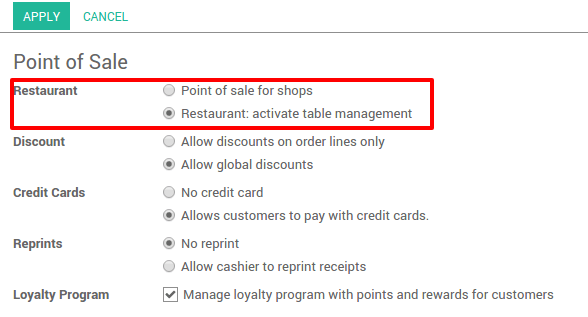 APPLY CANCEL
Point of Sale
Restaurant Point of sale for shops
Restaurant: activate table management
Discount Allow discounts on order lines only
Allow global discounts
Credit Cards No credit card
Allows customers to pay with credit cards.
Reprints No reprint
Allow cashier to reprint receipts
Loyalty Program Manage loyalty program with points and rewards for customers